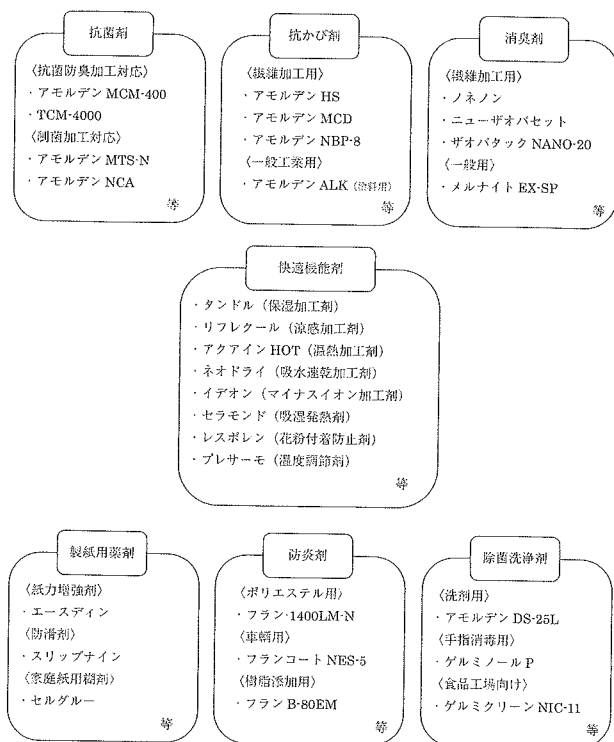 抗菌剤
〈抗菌防臭加工対応〉
・アモルデン MCM-400
・TCM-4000
〈制菌加工対応〉
・アモルデン MTS-N
・アモルデン NCA
等
抗かび剤
〈繊維加工用〉
・アモルデン HS
・アモルデン MCD
・アモルデン NBP-8
〈一般工業用〉
・アモルデン ALK（塗料用）
等
消臭剤
〈繊維加工用〉
・ノネノン
・ニューザオバセット
・ザオバタック NANO-20
〈一般用〉
・メルナイト EX-SP
等
快適機能剤
・タンドル（保湿加工剤）
・リフレクール（涼感加工剤）
・アクアイン HOT（温熱加工剤）
・ネオドライ（吸水速乾加工剤）
・イデオン（マイナスイオン加工剤）
・セラモンド（吸湿発熱剤）
・レスポレン（花粉付着防止剤）
・プレサーモ（温度調節剤）
等
製紙用薬剤
〈紙力増強剤〉
・エースディン
〈防滑剤〉
・スリップナイン
〈家庭紙用糊剤〉
・セルグルー
等
防炎剤
〈ポリエステル用〉
・フラン-1400LM-N
〈車輌用〉
・フランコート NES-5
〈樹脂添加用〉
・フラン B-80EM
等
除菌洗浄剤
〈洗剤用〉
・アモルデン DS-25L
〈手指消毒用〉
・ゲルミノール P
〈食品工場向け〉
・ゲルミクリーン NIC-11
等